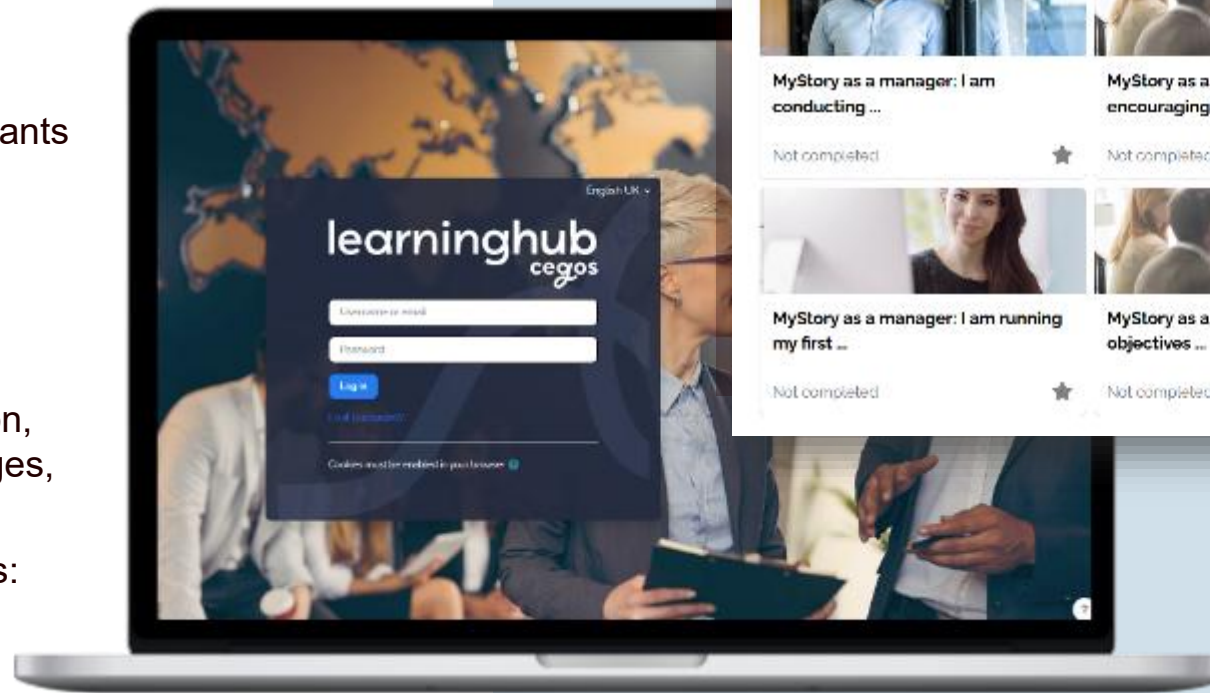 ants
on,
ges,
s:
English UK
learninghub
cegos
Username or email
Password
Log in
Cookies must be enabled in your browser
?
MyStory as a manager: I am
conducting ...
Not completed
MyStory as a
encouraging
Not completed
MyStory as a manager: I am running
my first ...
Not completed
MyStory as a
objectives ...
Not completed